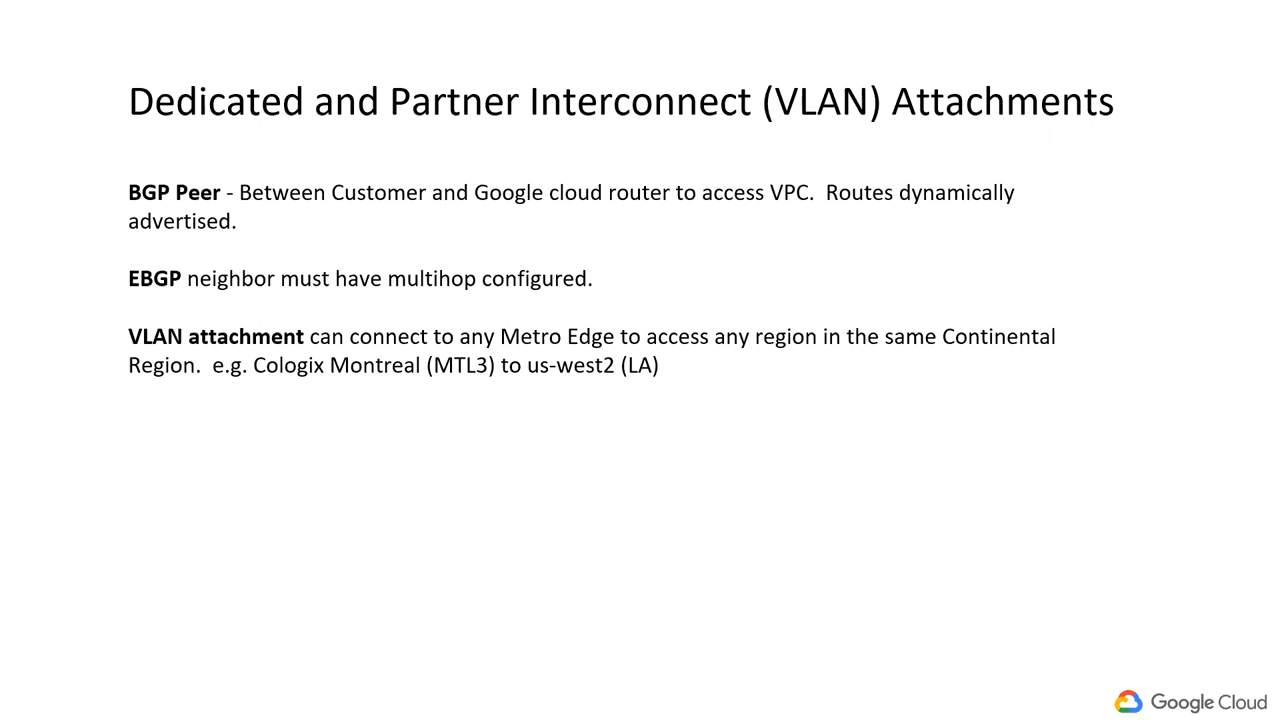 Dedicated and Partner Interconnect (VLAN) Attachments
BGP Peer - Between Customer and Google cloud router to access VPC.  Routes dynamically
advertised.
EBGP neighbor must have multihop configured.
VLAN attachment can connect to any Metro Edge to access any region in the same Continental
Region.  e.g. Cologix Montreal (MTL3) to us-west2 (LA)
Google Cloud